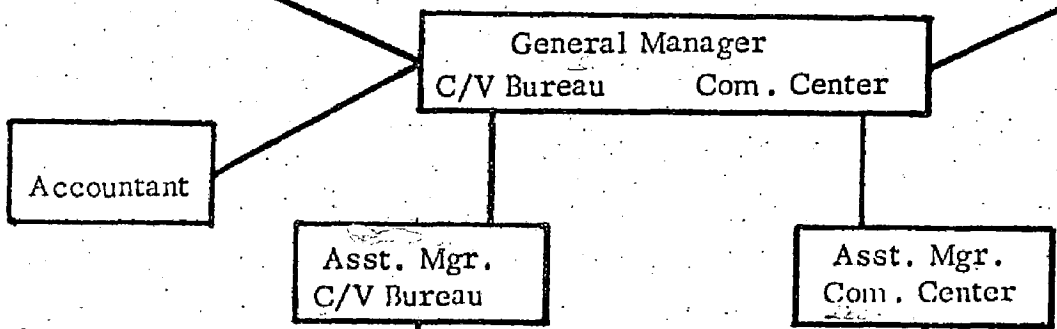 General Manager
C/V Bureau Com. Center
Accountant
Asst. Mgr.
C/V Bureau
Asst. Mgr.
Com. Center